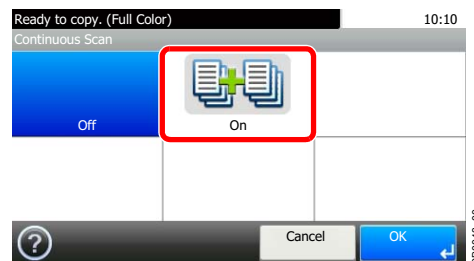 Ready to copy. (Full Color) 10:10
Continuous Scan
Off On
? Cancel OK